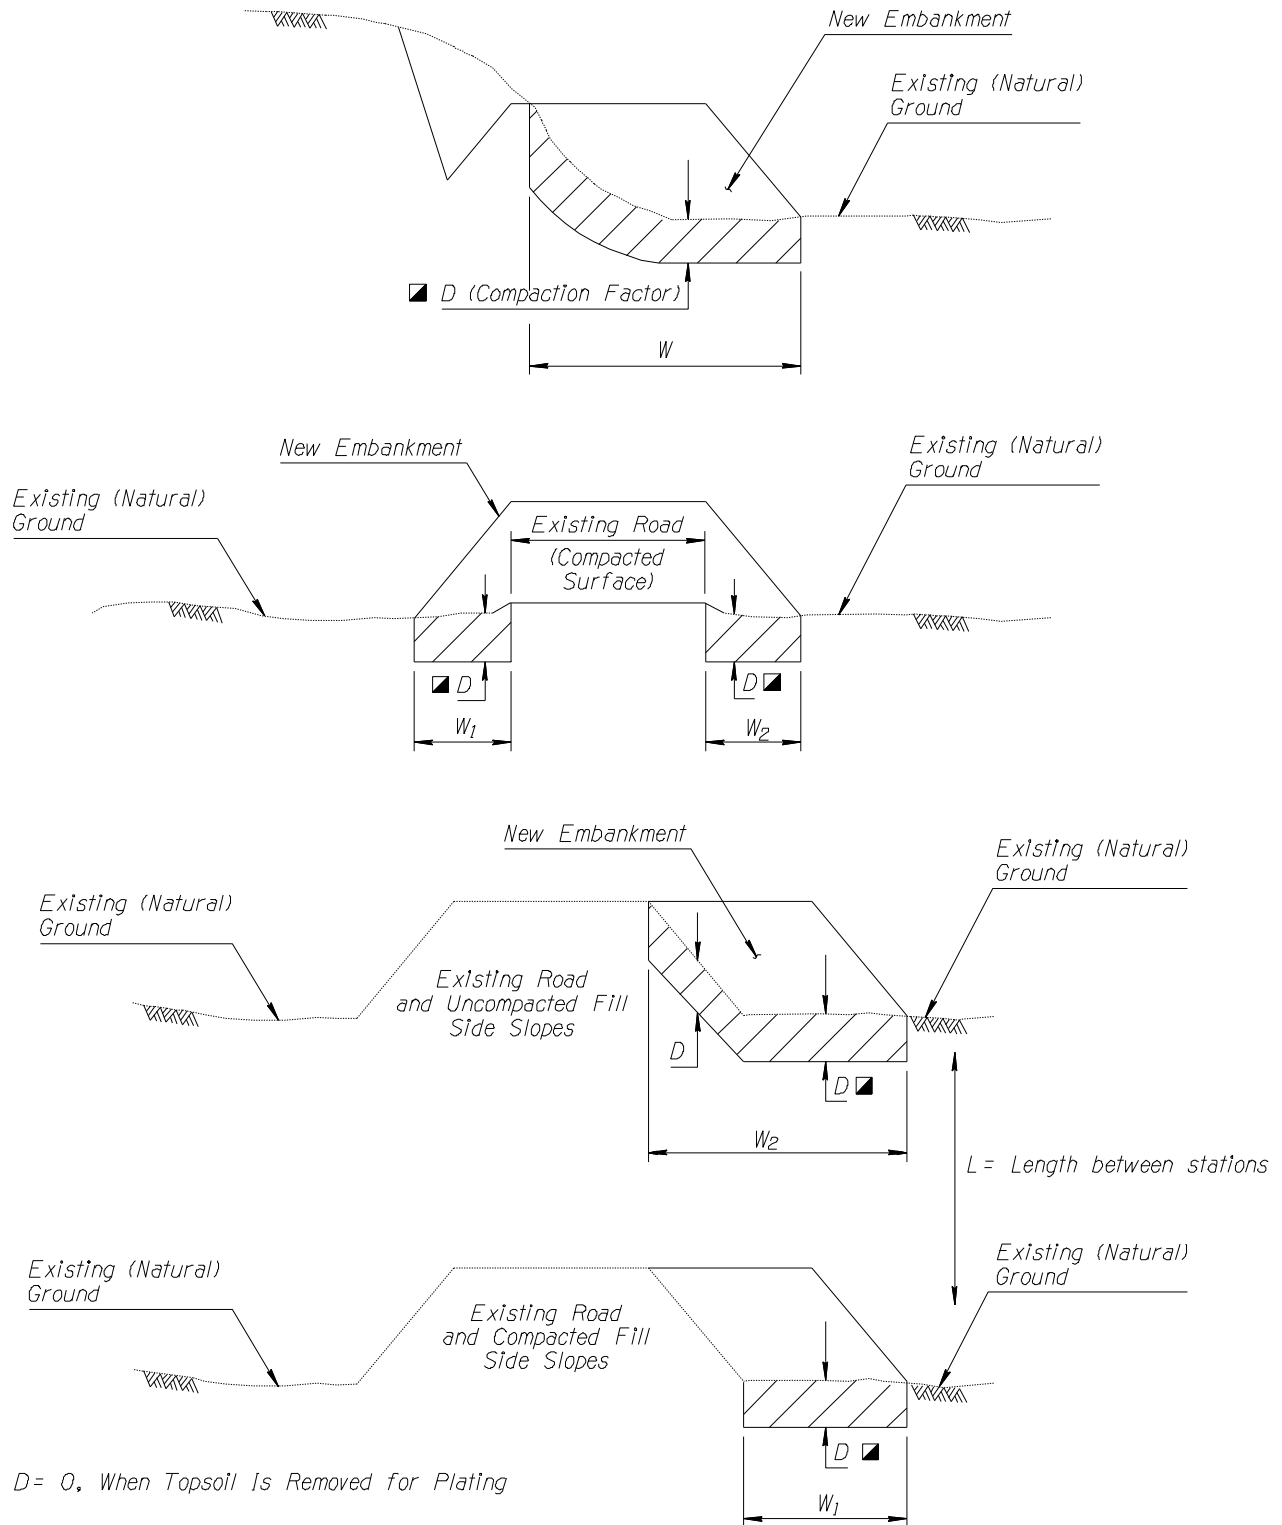 New Embankment
Existing (Natural)
Ground
D (Compaction Factor)
W
New Embankment
Existing (Natural)
Ground
Existing (Natural)
Ground
Existing Road
(Compacted
Surface)
D
D
W1
W2
New Embankment
Existing (Natural)
Ground
Existing (Natural)
Ground
Existing Road
and Uncompacted Fill
Side Slopes
D
D
W2
L= Length between stations
Existing (Natural)
Ground
Existing (Natural)
Ground
Existing Road
and Compacted Fill
Side Slopes
D
D= 0, When Topsoil Is Removed for Plating
W1